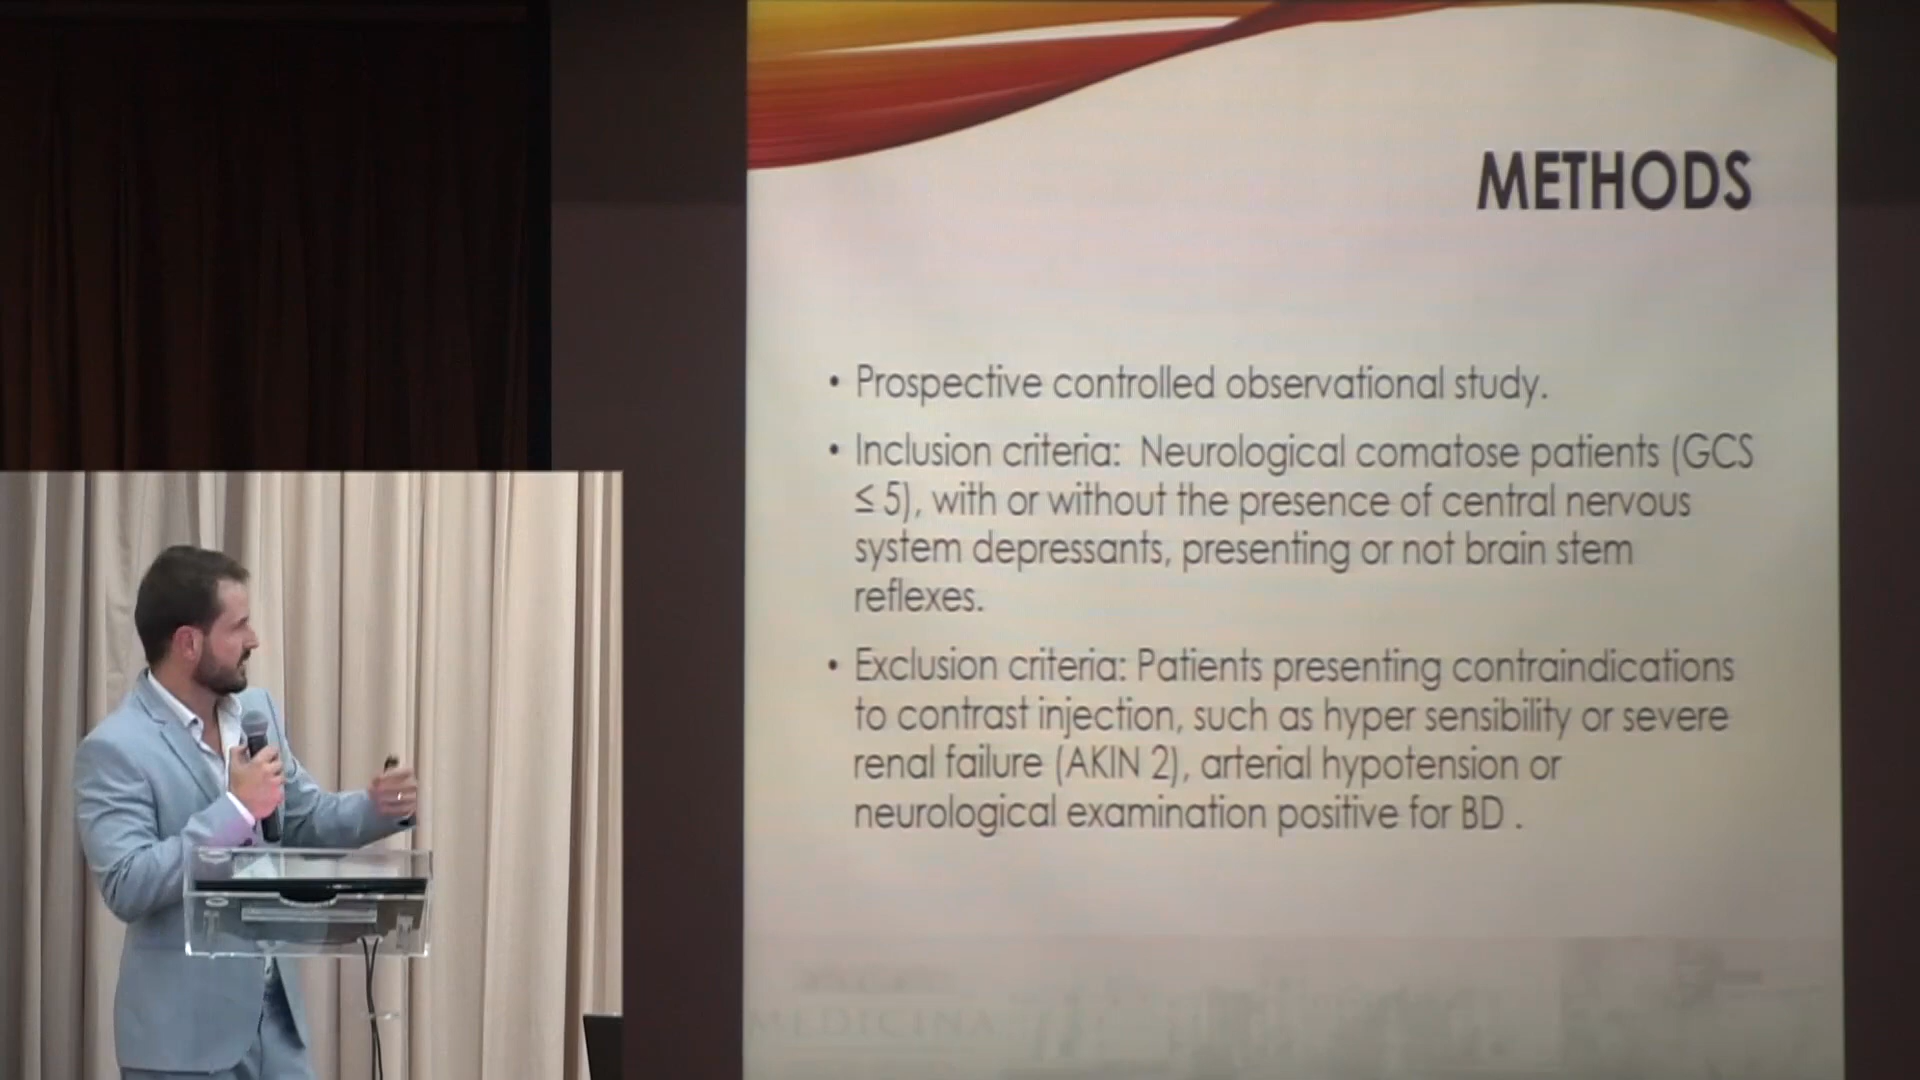 METHODS
• Prospective controlled observational study.
• Inclusion criteria: Neurological comatose patients (GCS
≤ 5), with or without the presence of central nervous
system depressants, presenting or not brain stem
reflexes.
• Exclusion criteria: Patients presenting contraindications
to contrast injection, such as hyper sensibility or severe
renal failure (AKIN 2), arterial hypotension or
neurological examination positive for BD .
MEDICINA